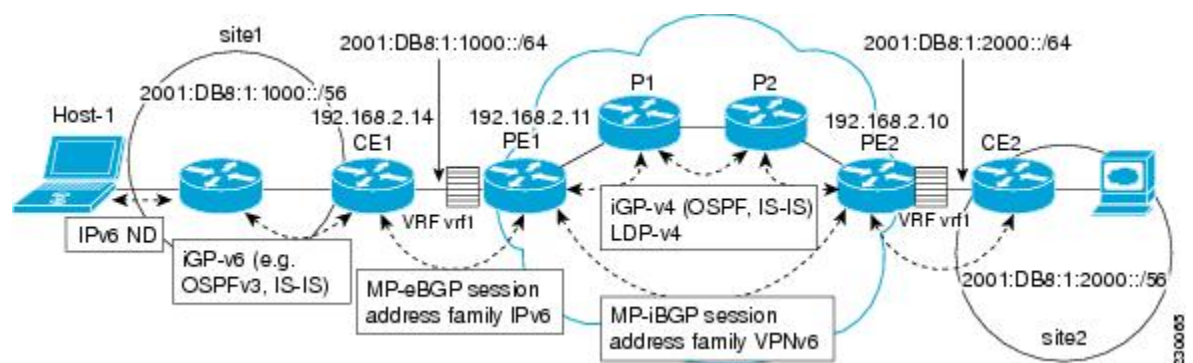 site1
2001:DB8:1:1000::/64
2001:DB8:1:2000::/64
P1
P2
2001:DB8:1:1000::/56
Host-1
192.168.2.14
192.168.2.11
192.168.2.10
CE1
PE1
PE2
CE2
VRF vrf1
VRF vrf1
IPv6 ND
iGP-v4 (OSPF, IS-IS)
LDP-v4
iGP-v6 (e.g.
OSPFv3, IS-IS)
MP-eBGP session
address family IPv6
MP-iBGP session
address family VPNv6
2001:DB8:1:2000::/56
site2
230065